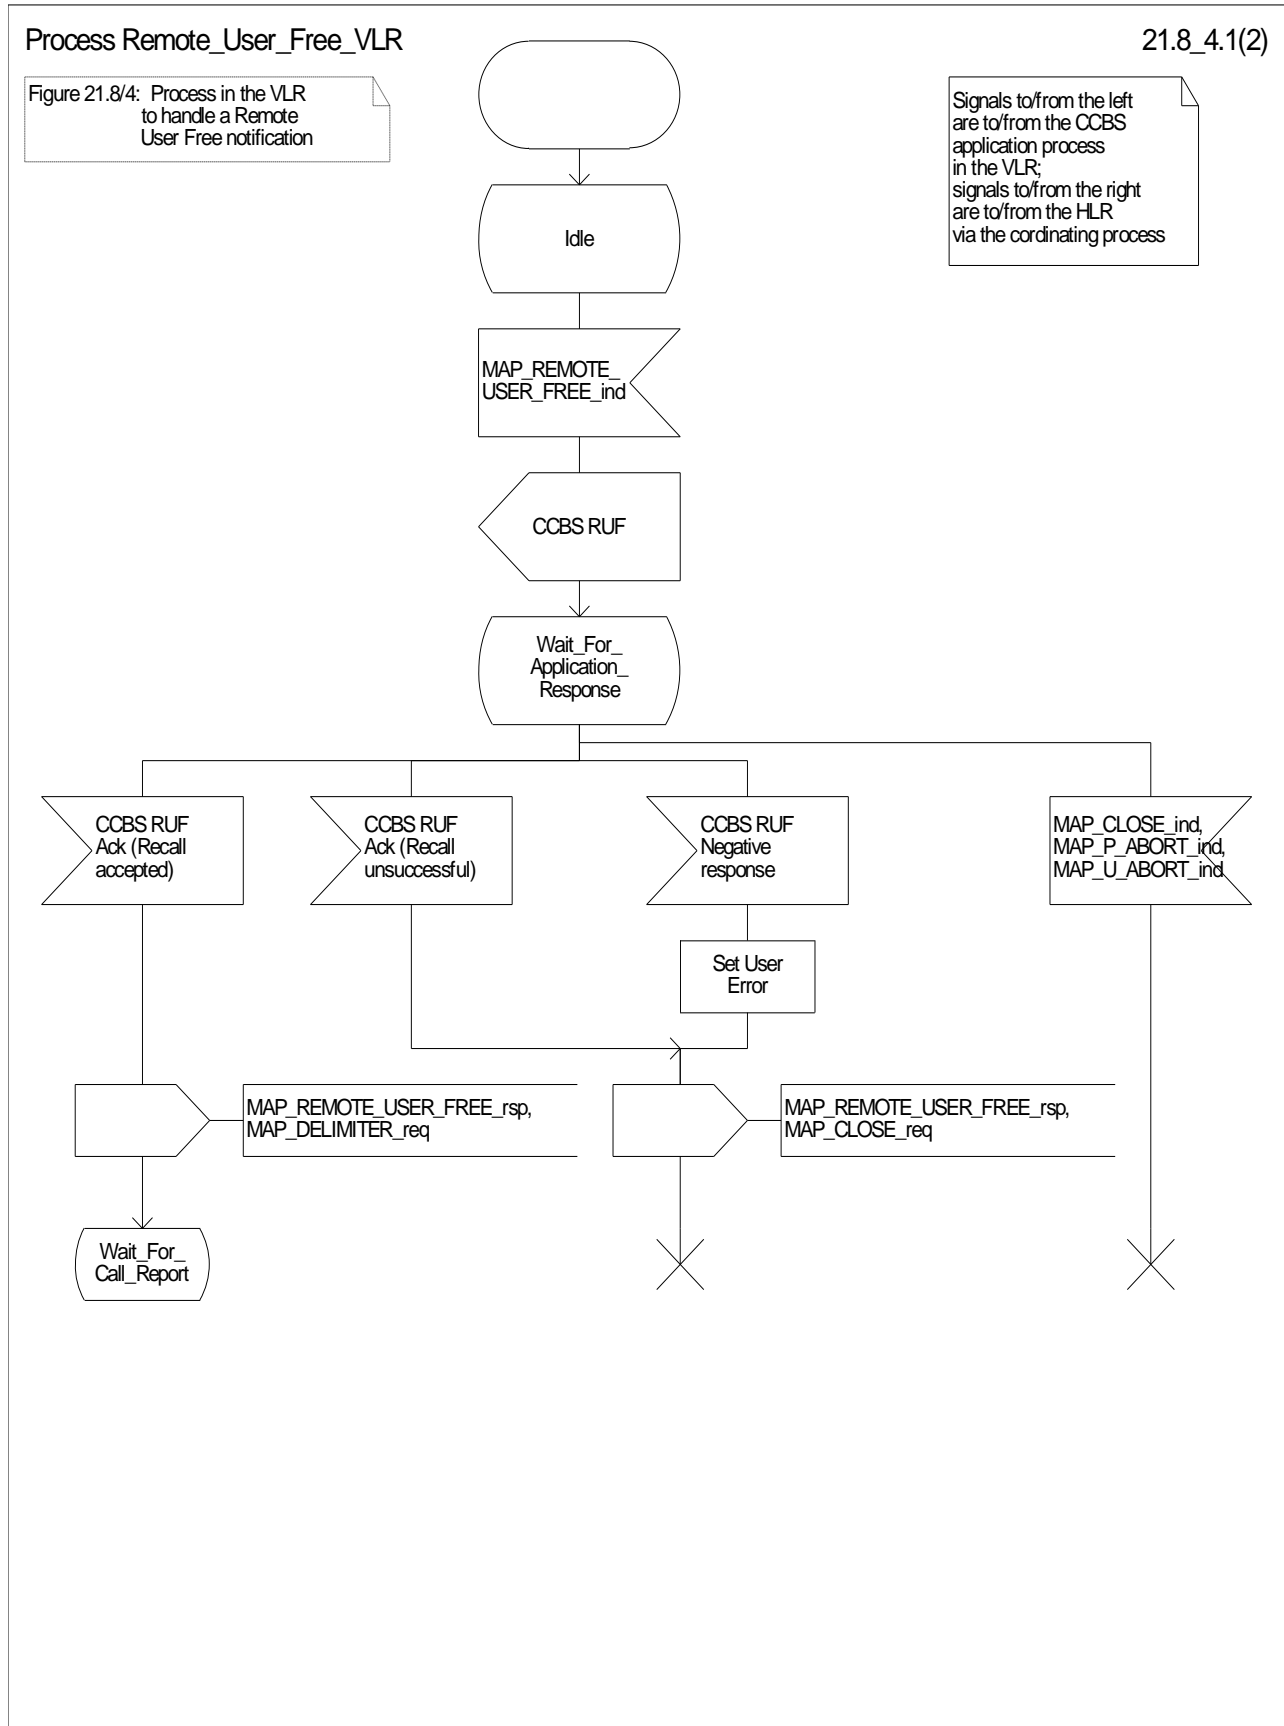 Process Remote_User_Free_VLR
21.8_4.1(2)
Figure 21.8/4: Process in the VLR
to handle a Remote
User Free notification
Signals to/from the left
are to/from the CCBS
application process
in the VLR;
signals to/from the right
are to/from the HLR
via the cordinating process
Idle
MAP_REMOTE_
USER_FREE_ind
CCBS RUF
Wait_For_
Application_
Response
CCBS RUF
Ack (Recall
accepted)
CCBS RUF
Ack (Recall
unsuccessful)
CCBS RUF
Negative
response
MAP_CLOSE_ind,
MAP_P_ABORT_ind,
MAP_U_ABORT_ind
Set User
Error
MAP_REMOTE_USER_FREE_rsp,
MAP_DELIMITER_req
MAP_REMOTE_USER_FREE_rsp,
MAP_CLOSE_req
Wait_For_
Call_Report